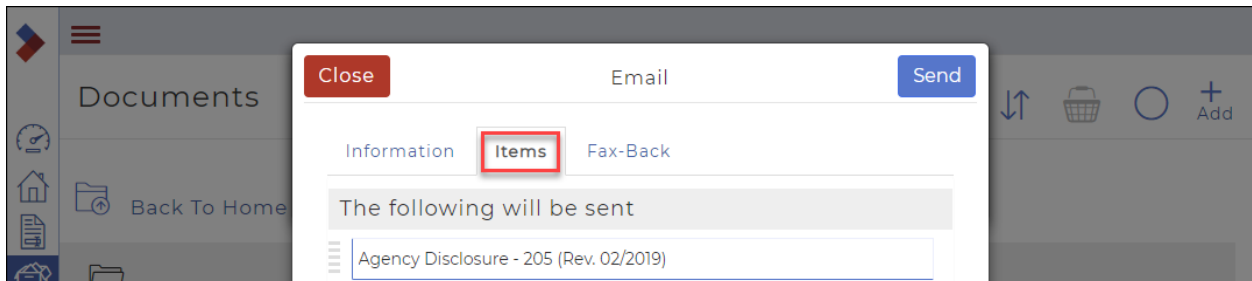 Close
Email
Send
Documents
Add
Information
Items
Fax-Back
Back To Home
The following will be sent
Agency Disclosure - 205 (Rev. 02/2019)